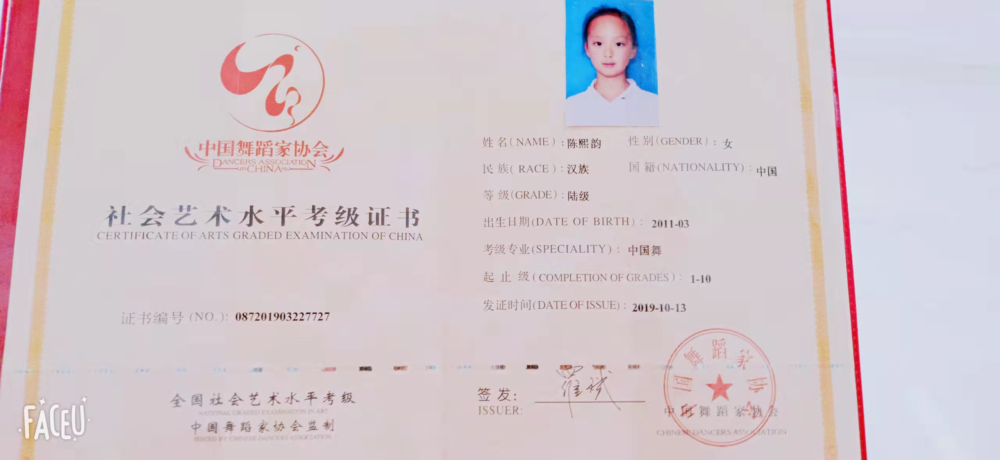 中国舞蹈家协会
DANCERS ASSOCIATION
CHINA
社会艺术水平考级证书
CERTIFICATE OF ARTS GRADED EXAMINATION OF CHINA
证书编号(NO.): 087201903227727
全国社会艺术水平考级
NATIONAL GRADED EXAMINATION IN ART
中国舞蹈家协会监制
ISSUED BY CHINESE DANCERS ASSOCIATION
FACEU
姓名(NAME):陈熙韵 性别(GENDER):女
民族(RACE):汉族 国籍(NATIONALITY):中国
等级(GRADE):陆级
出生日期(DATE OF BIRTH): 2011-03
考级专业(SPECIALITY): 中国舞
起止级(COMPLETION OF GRADES): 1-10
发证时间(DATE OF ISSUE): 2019-10-13
签发: 罗斌
ISSUER:
中国舞蹈家协会
中国舞蹈家协会
CHINESE DANCERS ASSOCIATION